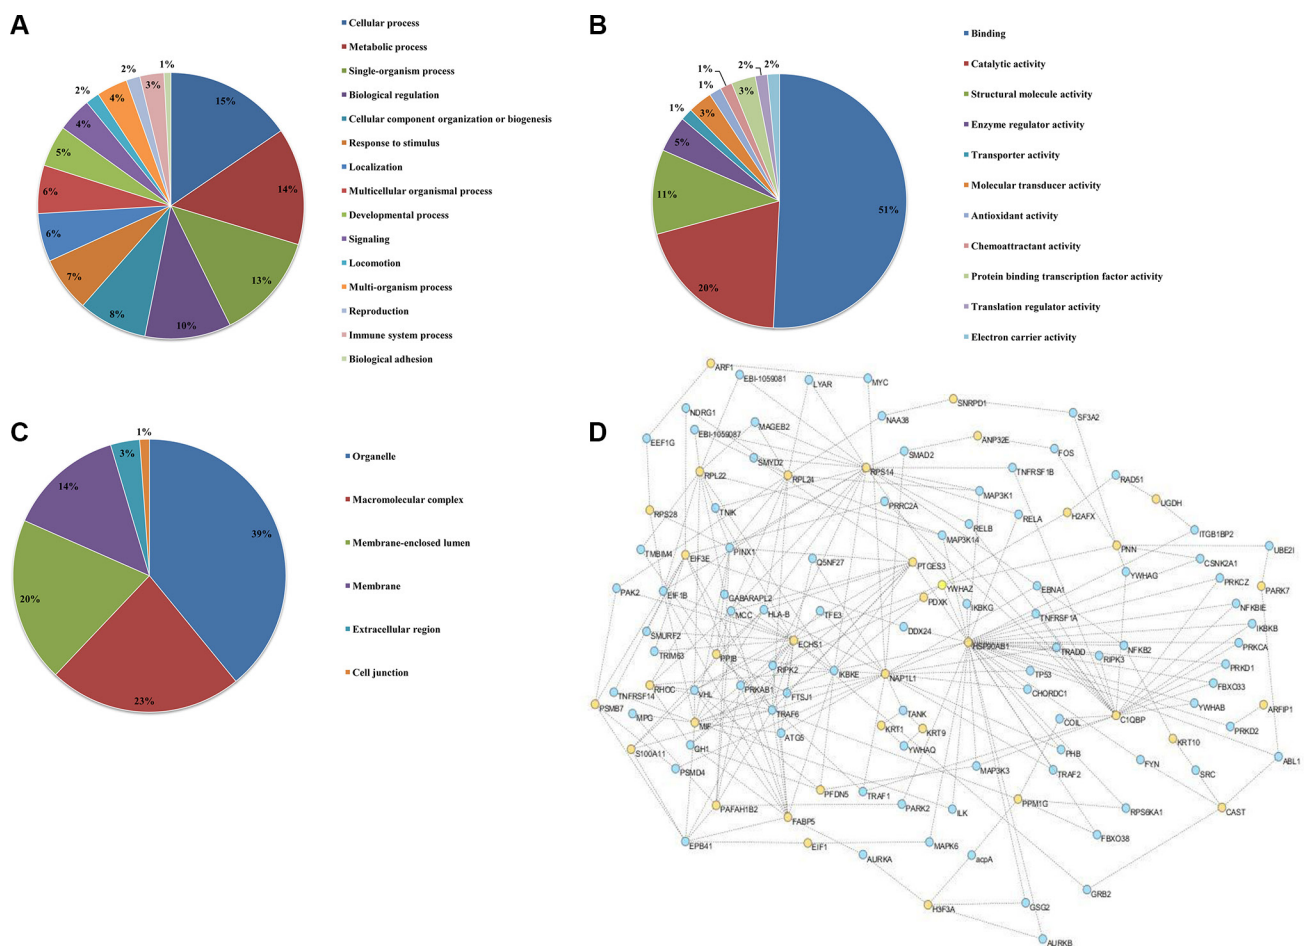 A
Cellular process
Metabolic process
Single-organism process
Biological regulation
Cellular component organization or biogenesis
Response to stimulus
Localization
Multicellular organismal process
Developmental process
Signaling
Locomotion
Multi-organism process
Reproduction
Immune system process
Biological adhesion
15%
14%
13%
10%
8%
7%
6%
6%
5%
4%
2%
4%
2%
3%
1%
B
Binding
Catalytic activity
Structural molecule activity
Enzyme regulator activity
Transporter activity
Molecular transducer activity
Antioxidant activity
Chemoattractant activity
Protein binding transcription factor activity
Translation regulator activity
Electron carrier activity
51%
20%
11%
5%
1%
3%
1%
1%
3%
2%
2%
C
Organelle
Macromolecular complex
Membrane-enclosed lumen
Membrane
Extracellular region
Cell junction
39%
23%
20%
14%
3%
1%
D
ARF1
EBI-1059081
LYAR
MYC
SNRPD1
NDRG1
NAA38
SF3A2
MAGEB2
EBI-1059087
EEF1G
ANP32E
SMAD2
FOS
SMYD2
RPL22
RPL24
RPS14
TNFRSF1B
RAD51
MAP3K1
UGDH
RPS28
TNIK
PRRC2A
RELA
H2AFX
RELB
ITGB1BP2
MAP3K14
TMBIM4
EIF3E
PINX1
PNN
UBE2I
Q5NF27
PTGES3
CSNK2A1
YWHAG
PRKCZ
PAK2
EIF1B
GABARAPL2
YWHAZ
EBNA1
PARK7
PDXK
IKBKG
NFKBIE
MCC
HLA-B
TFE3
TNFRSF1A
IKBKB
SMURF2
ECHS1
DDX24
HSP90AB1
TRADD
NFKB2
PRKCA
TRIM63
PPIB
RIPK3
RIPK2
IKBKE
NAP1L1
TP53
PRKD1
RHOC
PRKAB1
CHORDC1
FBXO33
TNFRSF14
VHL
FTSJ1
PSMB7
MPG
TRAF6
TANK
COIL
C1QBP
YWHAB
ARFIP1
MIF
KRT1
KRT9
PRKD2
ATG5
S100A11
GH1
YWHAQ
PHB
KRT10
PSMD4
MAP3K3
TRAF2
FYN
SRC
ABL1
PAFAH1B2
PFDN5
TRAF1
PARK2
ILK
PPM1G
RPS6KA1
CAST
FABP5
EPB41
EIF1
MAPK6
FBXO38
AURKA
acpA
GRB2
H3F3A
GSG2
AURKB